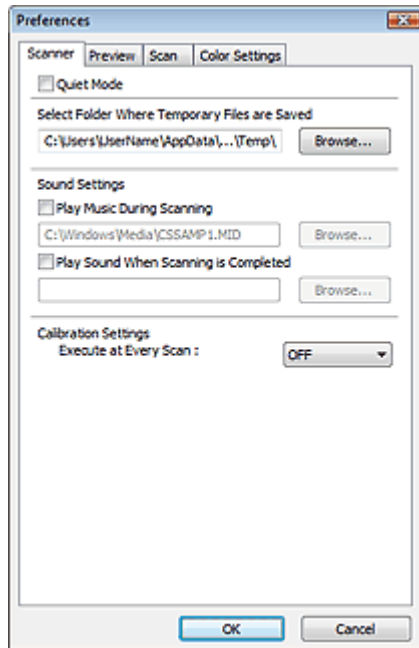 Preferences
Scanner Preview Scan Color Settings
Quiet Mode
Select Folder Where Temporary Files are Saved
C:\Users\UserName\AppData\...\Temp\ Browse...
Sound Settings
Play Music During Scanning
C:\Windows\Media\CSSAMP1.MID Browse...
Play Sound When Scanning is Completed
Browse...
Calibration Settings
Execute at Every Scan : OFF
OK Cancel